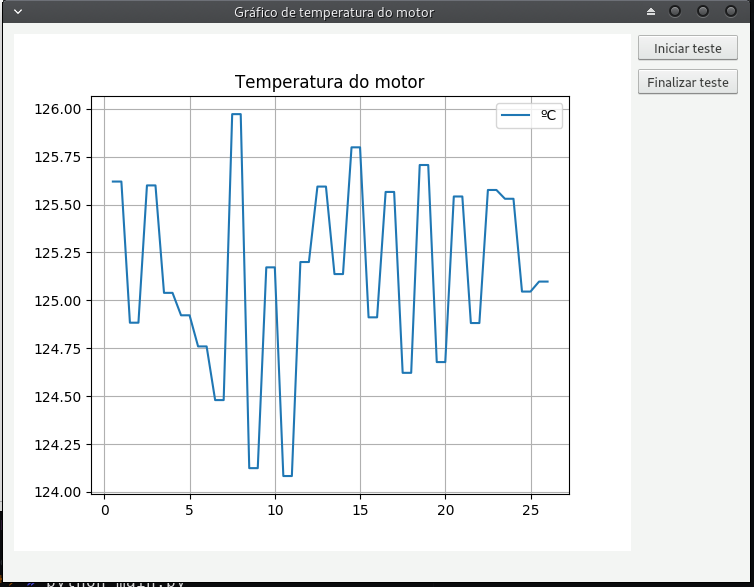 Gráfico de temperatura do motor
Iniciar teste
Finalizar teste
Temperatura do motor
ºC
126.00
125.75
125.50
125.25
125.00
124.75
124.50
124.25
124.00
0 5 10 15 20 25
python main.py